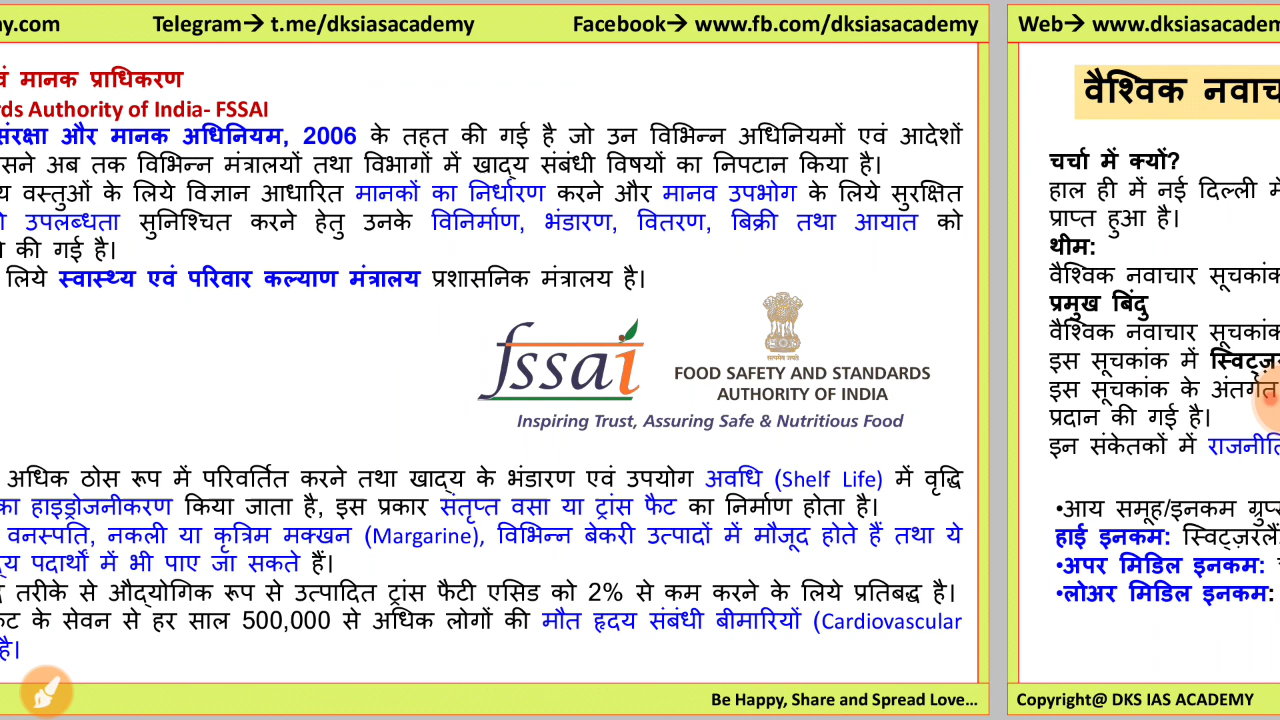 y.com Telegram→ t.me/dksiasacademy Facebook→ www.fb.com/dksiasacademy
वं मानक प्राधिकरण
rds Authority of India- FSSAI
संरक्षा और मानक अधिनियम, 2006 के तहत की गई है जो उन विभिन्न अधिनियमों एवं आदेशों
सने अब तक विभिन्न मंत्रालयों तथा विभागों में खाद्य संबंधी विषयों का निपटान किया है।
य वस्तुओं के लिये विज्ञान आधारित मानकों का निर्धारण करने और मानव उपभोग के लिये सुरक्षित
उपलब्धता सुनिश्चित करने हेतु उनके विनिर्माण, भंडारण, वितरण, बिक्री तथा आयात को
की गई है।
लिये स्वास्थ्य एवं परिवार कल्याण मंत्रालय प्रशासनिक मंत्रालय है।
सत्यमेव जयते
fssai
FOOD SAFETY AND STANDARDS
AUTHORITY OF INDIA
Inspiring Trust, Assuring Safe & Nutritious Food
अधिक ठोस रूप में परिवर्तित करने तथा खाद्य के भंडारण एवं उपयोग अवधि (Shelf Life) में वृद्धि
का हाइड्रोजनीकरण किया जाता है, इस प्रकार संतृप्त वसा या ट्रांस फैट का निर्माण होता है।
वनस्पति, नकली या कृत्रिम मक्खन (Margarine), विभिन्न बेकरी उत्पादों में मौजूद होते हैं तथा ये
द्य पदार्थों में भी पाए जा सकते हैं।
तरीके से औद्योगिक रूप से उत्पादित ट्रांस फैटी एसिड को 2% से कम करने के लिये प्रतिबद्ध है।
के सेवन से हर साल 500,000 से अधिक लोगों की मौत हृदय संबंधी बीमारियों (Cardiovascular
है।
Be Happy, Share and Spread Love...
Web→ www.dksiasacadem
वैश्विक नवाचा
चर्चा में क्यों?
हाल ही में नई दिल्ली में
प्राप्त हुआ है।
थीम:
वैश्विक नवाचार सूचकांक
प्रमुख बिंदु
वैश्विक नवाचार सूचकांक
इस सूचकांक में स्विट्ज़र
इस सूचकांक के अंतर्गत
प्रदान की गई है।
इन संकेतकों में राजनीति
•आय समूह/इनकम ग्रुप्स
हाई इनकम: स्विट्ज़रलैं
•अपर मिडिल इनकम:
•लोअर मिडिल इनकम:
Copyright@ DKS IAS ACADEMY